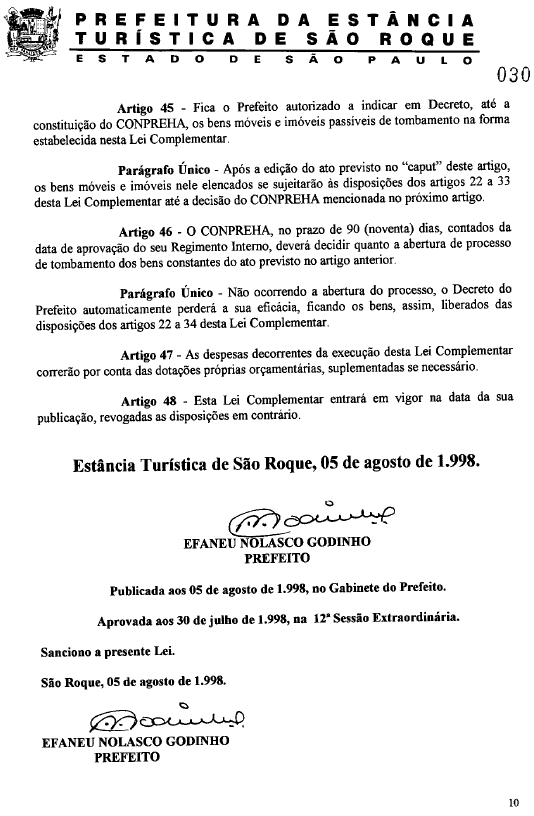 PREFEITURA DA ESTÂNCIA
TURÍSTICA DE SÃO ROQUE
ESTADO DE SÃO PAULO
030
Artigo 45 - Fica o Prefeito autorizado a indicar em Decreto, até a
constituição do CONPREHA, os bens móveis e imóveis passíveis de tombamento na forma
estabelecida nesta Lei Complementar.
Parágrafo Único - Após a edição do ato previsto no “caput” deste artigo,
os bens móveis e imóveis nele elencados se sujeitarão às disposições dos artigos 22 a 33
desta Lei Complementar até a decisão do CONPREHA mencionada no próximo artigo.
Artigo 46 - O CONPREHA, no prazo de 90 (noventa) dias, contados da
data de aprovação do seu Regimento Interno, deverá decidir quanto a abertura de processo
de tombamento dos bens constantes do ato previsto no artigo anterior.
Parágrafo Único - Não ocorrendo a abertura do processo, o Decreto do
Prefeito automaticamente perderá a sua eficácia, ficando os bens, assim, liberados das
disposições dos artigos 22 a 34 desta Lei Complementar.
Artigo 47 - As despesas decorrentes da execução desta Lei Complementar
correrão por conta das dotações próprias orçamentárias, suplementadas se necessário.
Artigo 48 - Esta Lei Complementar entrará em vigor na data da sua
publicação, revogadas as disposições em contrário.
Estância Turística de São Roque, 05 de agosto de 1.998.
EFANEU NOLASCO GODINHO
PREFEITO
Publicada aos 05 de agosto de 1.998, no Gabinete do Prefeito.
Aprovada aos 30 de julho de 1.998, na 12ª Sessão Extraordinária.
Sanciono a presente Lei.
São Roque, 05 de agosto de 1.998.
EFANEU NOLASCO GODINHO
PREFEITO
10